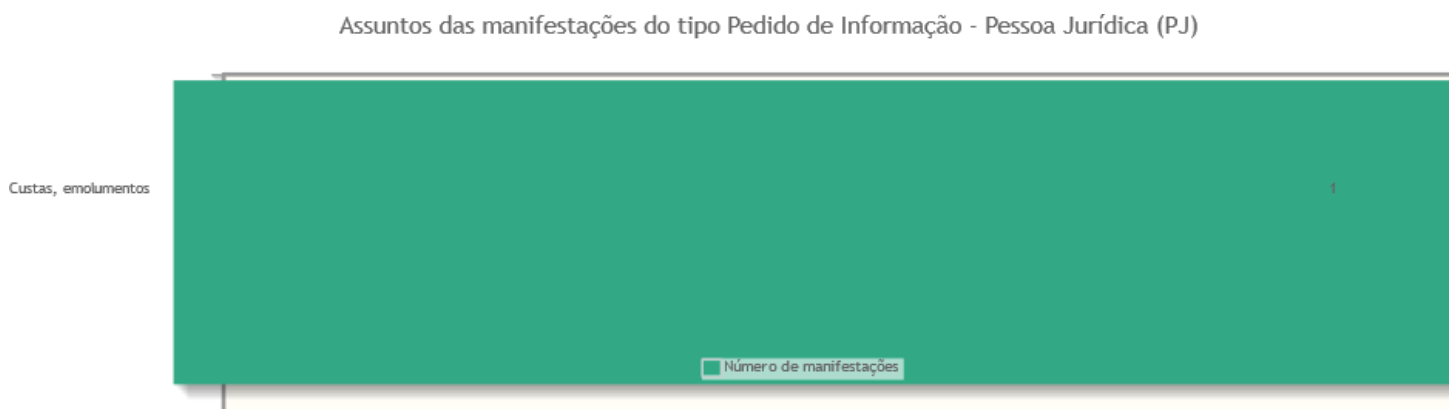 Assuntos das manifestações do tipo Pedido de Informação - Pessoa Jurídica (PJ)
Custas, emolumentos
1
Número de manifestações